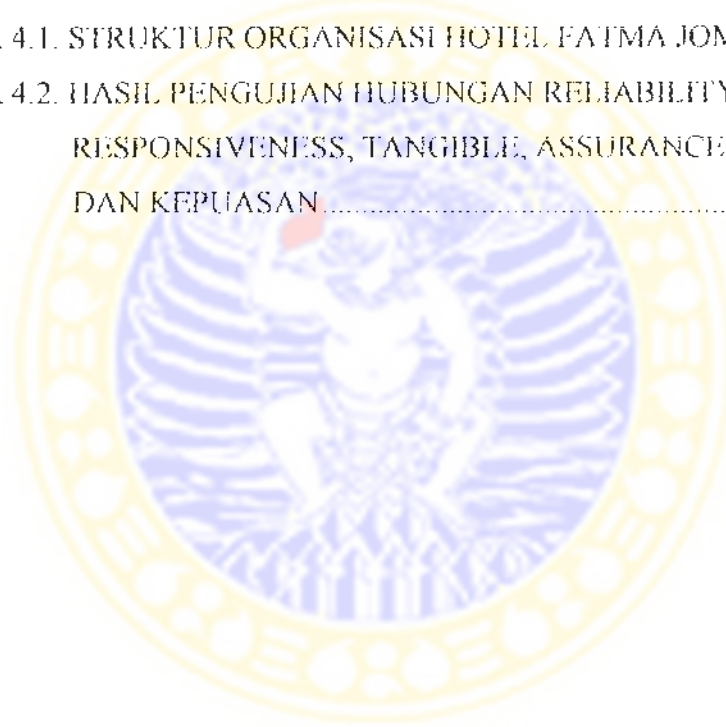 4.1. STRUKTUR ORGANISASI HOTEL FATMA JOM
4.2. HASIL PENGUJIAN HUBUNGAN RELIABILITY
RESPONSIVENESS, TANGIBLE, ASSURANCE
DAN KEPUASAN..................................................